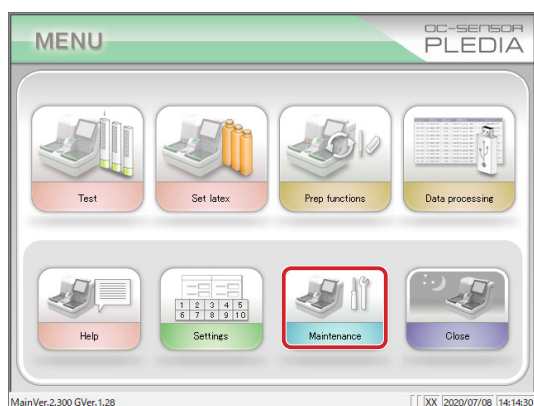 MENU
OC-SENSOR
PLEDIA
Test
Set latex
Prep functions
Data processing
1 2 3 4 5
6 7 8 9 10
Help
Settings
Maintenance
Close
MainVer.2.300 GVer.1.28
XX 2020/07/08 14:14:30